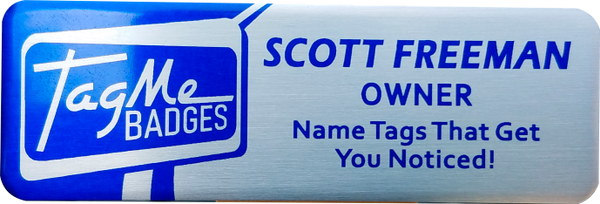 TagMe
BADGES
SCOTT FREEMAN
OWNER
Name Tags That Get
You Noticed!